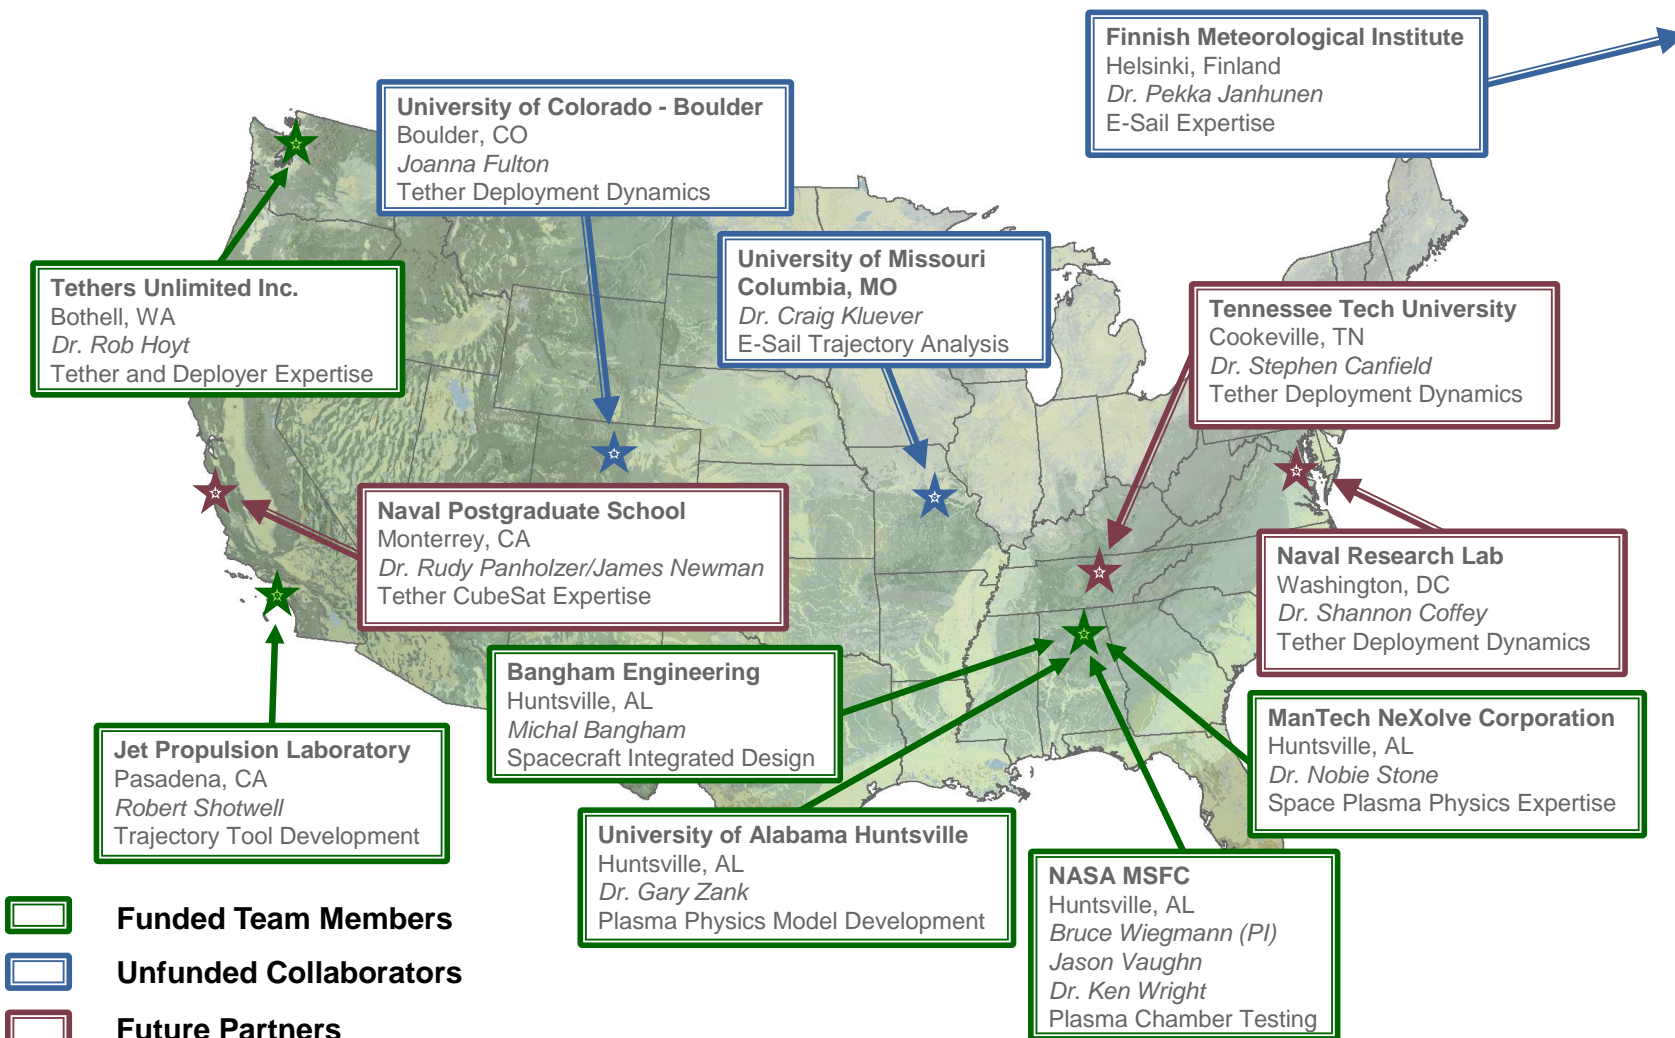 Finnish Meteorological Institute
Helsinki, Finland
Dr. Pekka Janhunen
E-Sail Expertise
University of Colorado - Boulder
Boulder, CO
Joanna Fulton
Tether Deployment Dynamics
University of Missouri
Columbia, MO
Dr. Craig Kluever
E-Sail Trajectory Analysis
Tethers Unlimited Inc.
Bothell, WA
Dr. Rob Hoyt
Tether and Deployer Expertise
Tennessee Tech University
Cookeville, TN
Dr. Stephen Canfield
Tether Deployment Dynamics
Naval Postgraduate School
Monterrey, CA
Dr. Rudy Panholzer/James Newman
Tether CubeSat Expertise
Naval Research Lab
Washington, DC
Dr. Shannon Coffey
Tether Deployment Dynamics
Bangham Engineering
Huntsville, AL
Michal Bangham
Spacecraft Integrated Design
ManTech NeXolve Corporation
Huntsville, AL
Dr. Nobie Stone
Space Plasma Physics Expertise
Jet Propulsion Laboratory
Pasadena, CA
Robert Shotwell
Trajectory Tool Development
University of Alabama Huntsville
Huntsville, AL
Dr. Gary Zank
Plasma Physics Model Development
NASA MSFC
Huntsville, AL
Bruce Wiegmann (PI)
Jason Vaughn
Dr. Ken Wright
Plasma Chamber Testing
Funded Team Members
Unfunded Collaborators
Future Partners